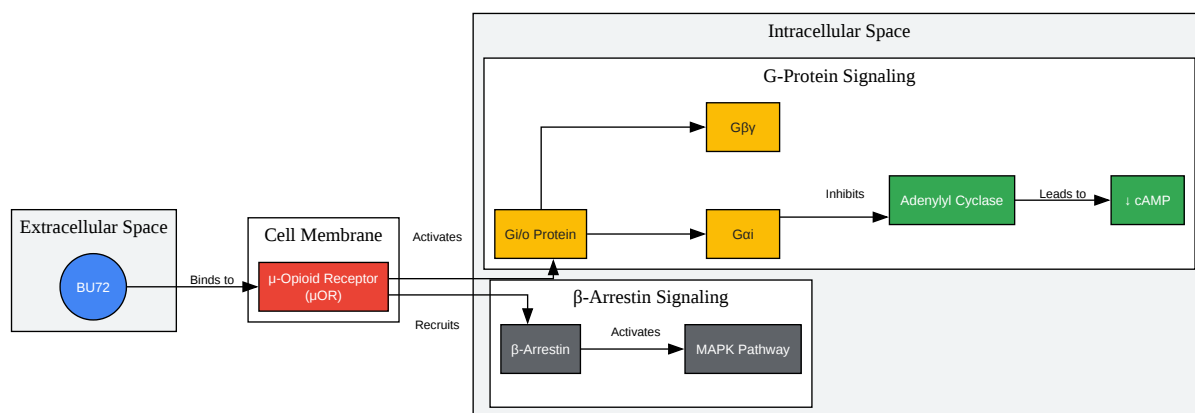 Intracellular Space
G-Protein Signaling
Gβγ
Inhibits
Adenylyl Cyclase
Leads to
↓ cAMP
Extracellular Space
Cell Membrane
Activates
Gi/o Protein
Gαi
BU72
Binds to
μ-Opioid Receptor
(μOR)
β-Arrestin Signaling
Recruits
β-Arrestin
Activates
MAPK Pathway